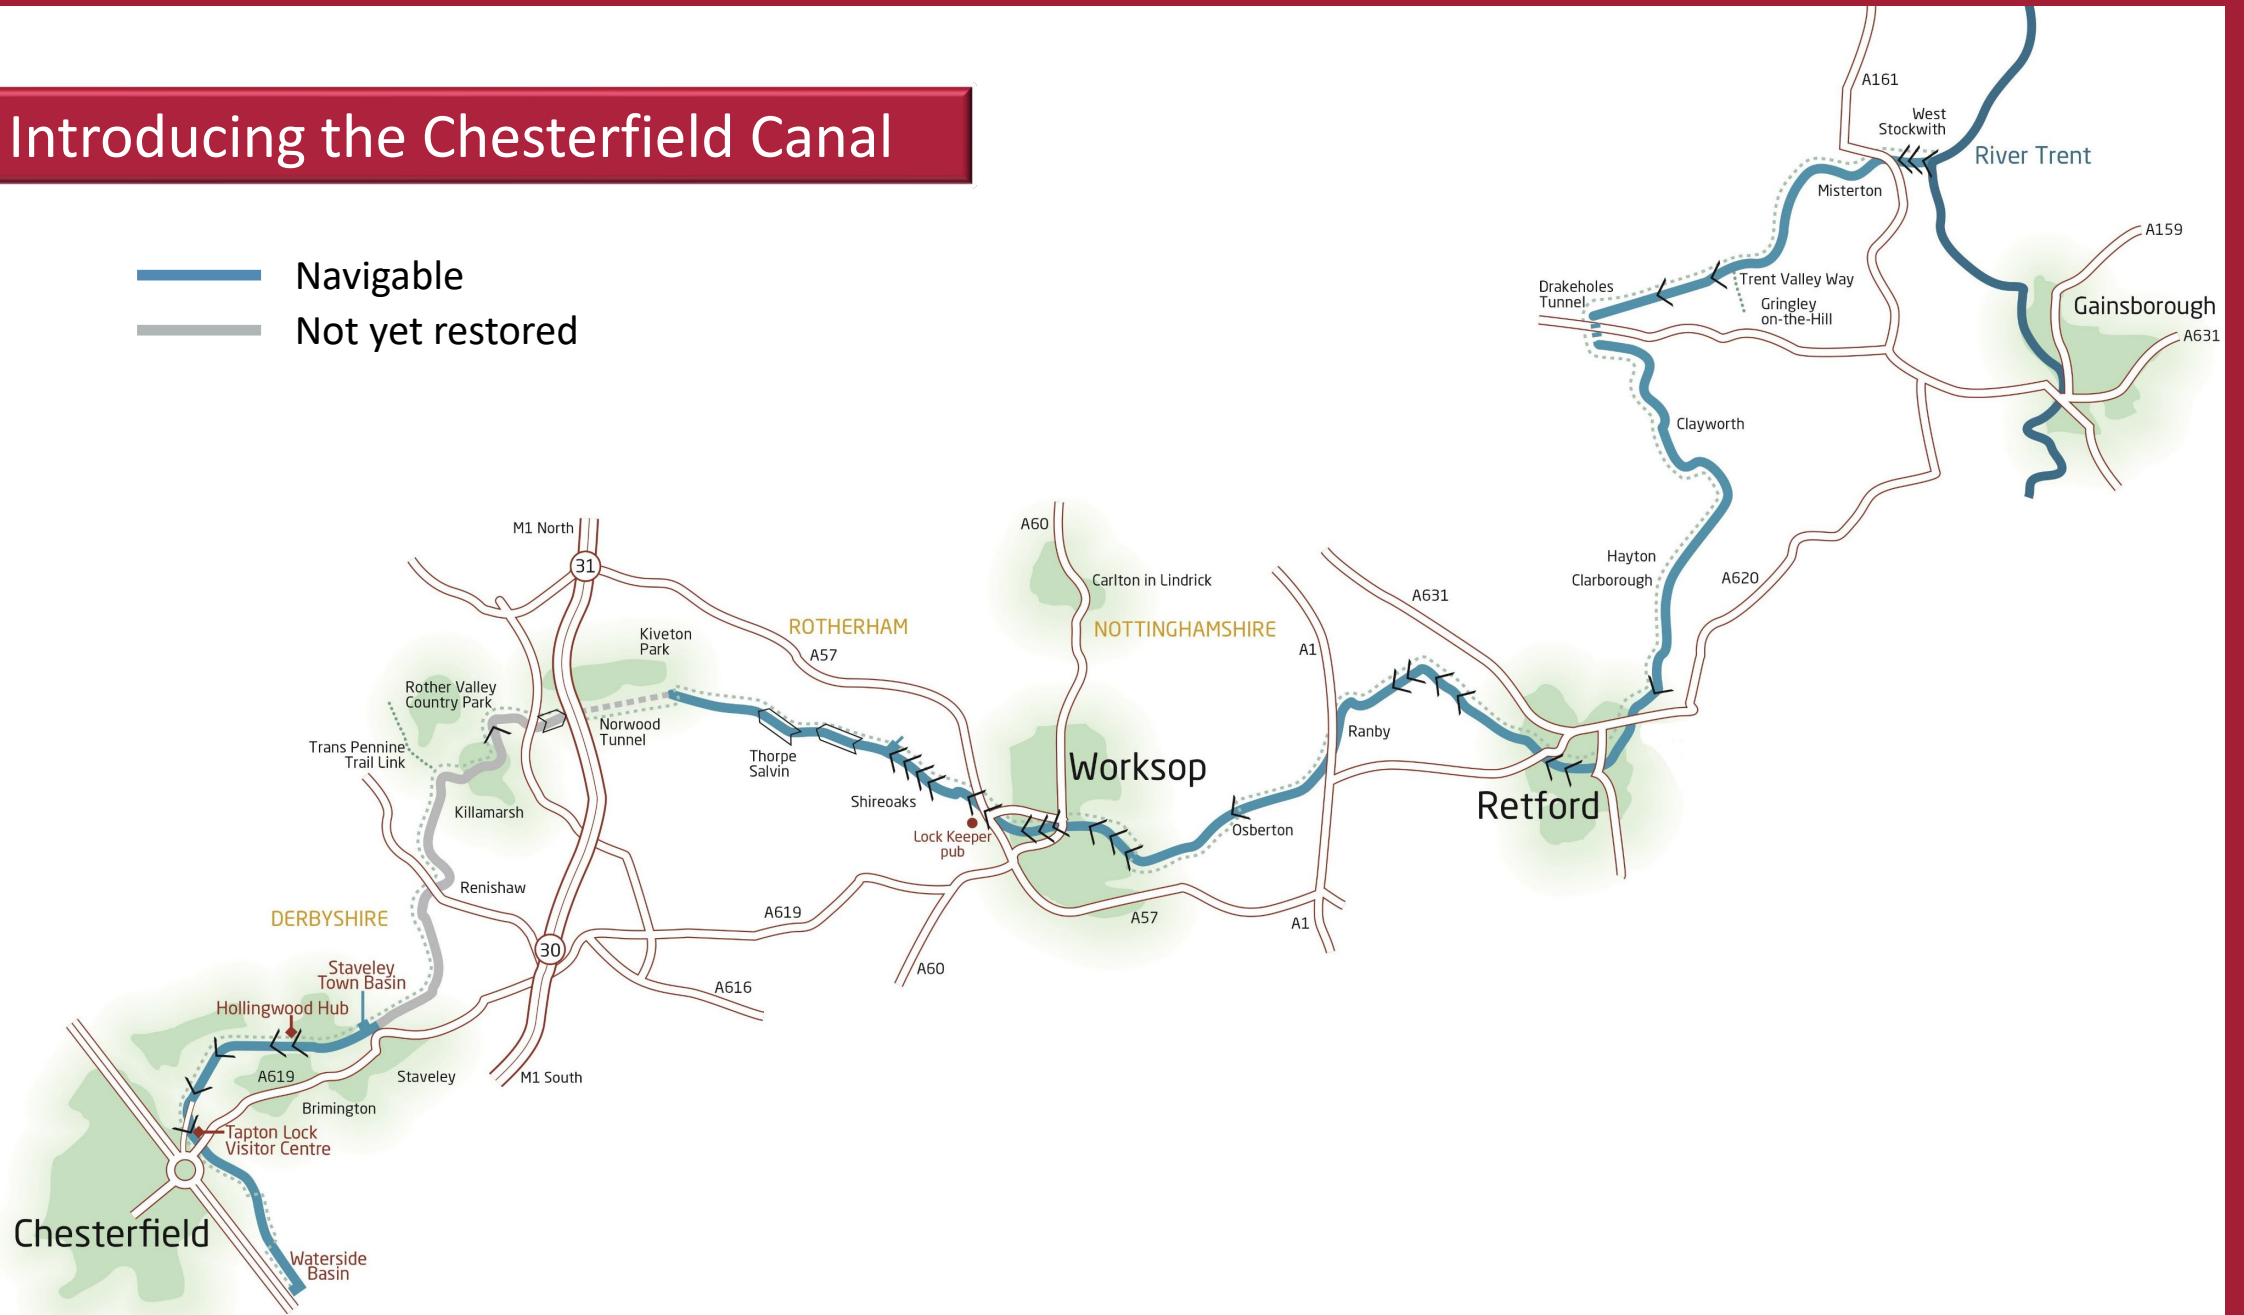 Introducing the Chesterfield Canal
Navigable
Not yet restored
A161
West
Stockwith
River Trent
Misterton
A159
Trent Valley Way
Drakeholes
Tunnel
Gringley
on-the-Hill
Gainsborough
A631
Clayworth
M1 North
31
A60
Hayton
Clarborough
A620
Carlton in Lindrick
A631
ROTHERHAM
NOTTINGHAMSHIRE
Kiveton
Park
A57
A1
Rother Valley
Country Park
Norwood
Tunnel
Ranby
Trans Pennine
Trail Link
Thorpe
Salvin
Worksop
Shireoaks
Retford
Killamarsh
Lock Keeper
pub
Osberton
Renishaw
DERBYSHIRE
A619
A57
A1
30
Staveley
Town Basin
A60
A616
Hollingwood Hub
A619
Staveley
M1 South
Brimington
Tapton Lock
Visitor Centre
Chesterfield
Waterside
Basin